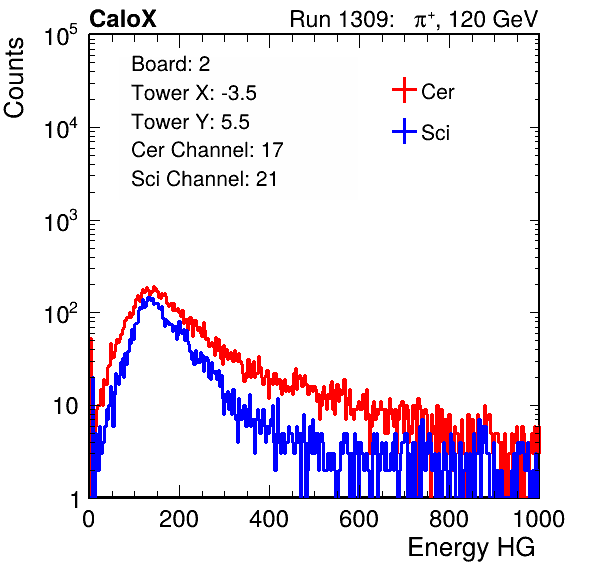 CaloX Run 1309: π⁺, 120 GeV
Counts
Board: 2
Tower X: -3.5
Tower Y: 5.5
Cer Channel: 17
Sci Channel: 21
Cer
Sci
10⁵
10⁴
10³
10²
10
1
0 200 400 600 800 1000
Energy HG